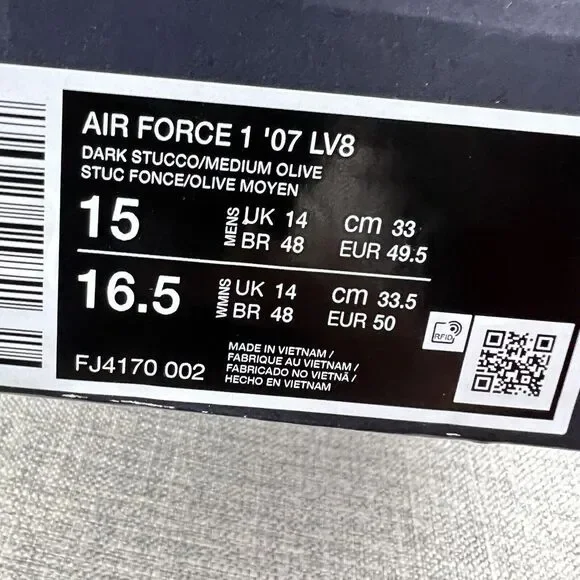 AIR FORCE 1 '07 LV8
DARK STUCCO/MEDIUM OLIVE
STUC FONCE/OLIVE MOYEN
15 MENS UK 14 cm 33
BR 48 EUR 49.5
16.5 WMNS UK 14 cm 33.5
BR 48 EUR 50
RFID
FJ4170 002
MADE IN VIETNAM /
FABRIQUE AU VIETNAM /
FABRICADO NO VIETNÃ /
HECHO EN VIETNAM